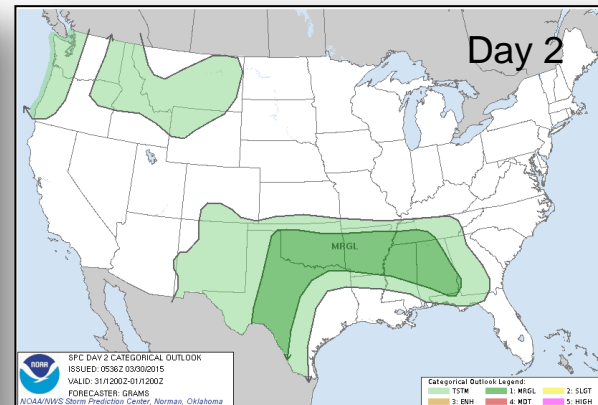 Day 2
MRGL
NOAA
SPC DAY 2 CATEGORICAL OUTLOOK
ISSUED: 0536Z 03/30/2015
VALID: 31/1200Z-01/1200Z
FORECASTER: GRAMS
NOAA/NWS Storm Prediction Center, Norman, Oklahoma
Categorical Outlook Legend:
TSTM 1: MRGL 2: SLGT
3: ENH 4: MDT 5: HIGH